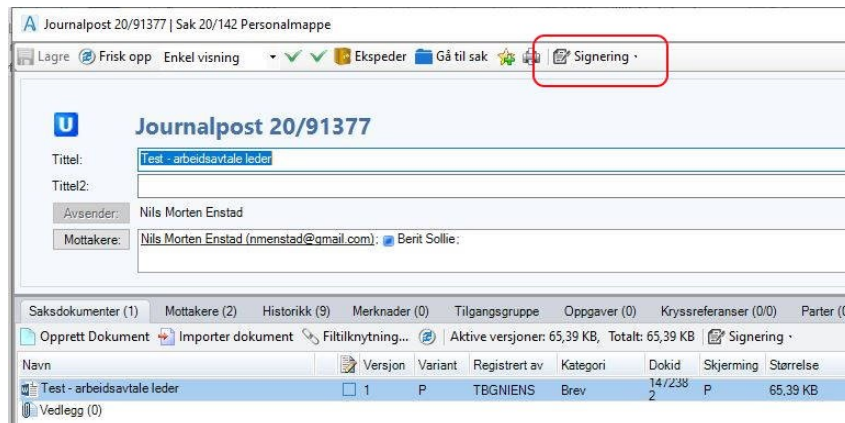 Journalpost 20/91377 | Sak 20/142 Personalmappe
Lagre Frisk opp Enkel visning Ekspeder Gå til sak Signering
U Journalpost 20/91377
Tittel: Test - arbeidsavtale leder
Tittel2:
Avsender: Nils Morten Enstad
Mottakere: Nils Morten Enstad (nmenstad@gmail.com); Berit Sollie;
Saksdokumenter (1) Mottakere (2) Historikk (9) Merknader (0) Tilgangsgruppe Oppgaver (0) Kryssreferanser (0/0) Parter (0
Opprett Dokument Importer dokument Filtilknytning... Aktive versjoner: 65,39 KB, Totalt: 65,39 KB Signering
Navn Versjon Variant Registrert av Kategori Dokid Skjerming Størrelse
Test - arbeidsavtale leder 1 P TBGNIENS Brev 147238 P 65,39 KB
2
Vedlegg (0)